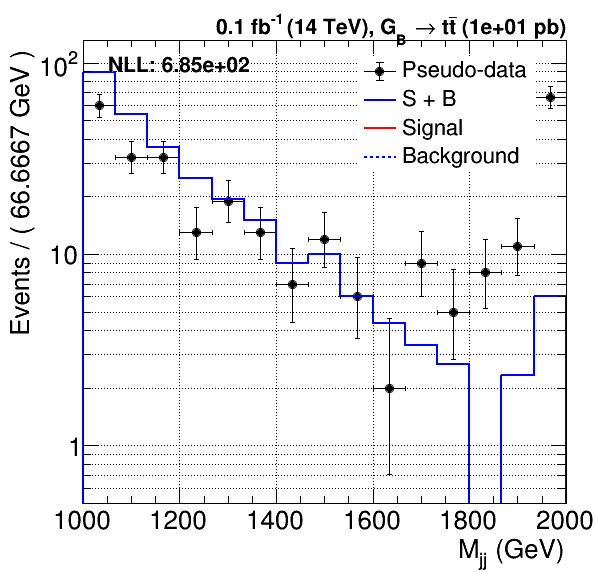 0.1 fb⁻¹ (14 TeV), G_B → tt̄ (1e+01 pb)
NLL: 6.85e+02
Pseudo-data
S + B
Signal
Background
Events / ( 66.6667 GeV )
10²
10
1
1000 1200 1400 1600 1800 2000
M_jj (GeV)